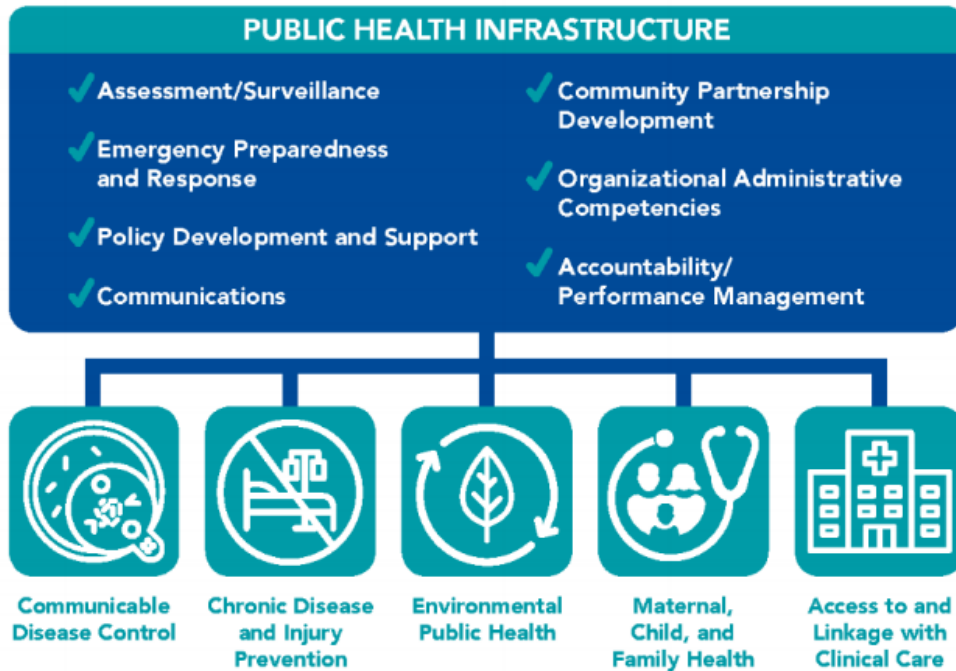 PUBLIC HEALTH INFRASTRUCTURE
Assessment/Surveillance
Emergency Preparedness
and Response
Policy Development and Support
Communications
Community Partnership
Development
Organizational Administrative
Competencies
Accountability/
Performance Management
Communicable
Disease Control
Chronic Disease
and Injury
Prevention
Environmental
Public Health
Maternal,
Child, and
Family Health
Access to and
Linkage with
Clinical Care